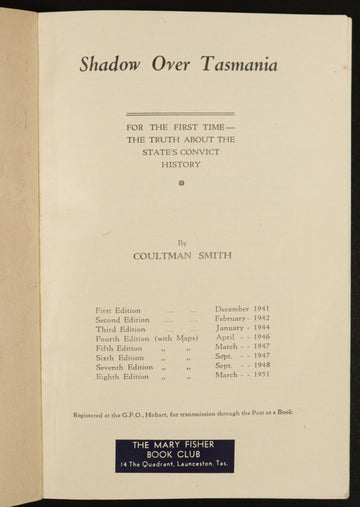 Shadow Over Tasmania
FOR THE FIRST TIME—
THE TRUTH ABOUT THE
STATE'S CONVICT
HISTORY
By
COULTMAN SMITH
First Edition .... .... December 1941
Second Edition .... .... February - 1942
Third Edition .... .... January - 1944
Fourth Edition (with Maps) April - - 1946
Fifth Edition „ „ March - - 1947
Sixth Edition „ „ Sept. - - 1947
Seventh Edition „ „ Sept. - - 1948
Eighth Edition „ „ March - - 1951
Registered at the G.P.O., Hobart, for transmission through the Post as a Book.
THE MARY FISHER
BOOK CLUB
14 The Quadrant, Launceston, Tas.